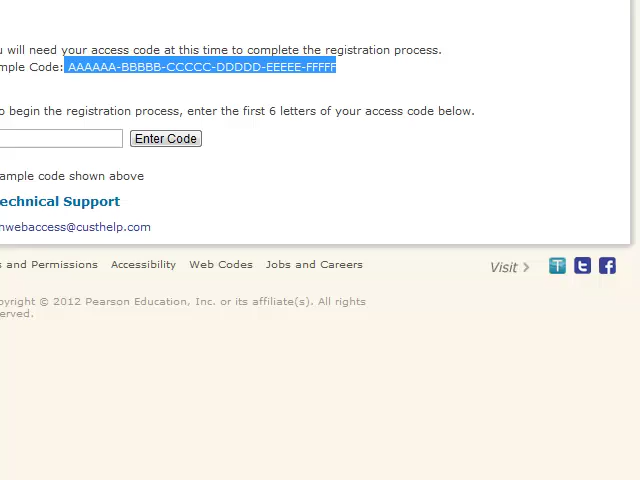 u will need your access code at this time to complete the registration process.
mple Code: AAAAAA-BBBBB-CCCCC-DDDDD-EEEEE-FFFFF
o begin the registration process, enter the first 6 letters of your access code below.
Enter Code
ample code shown above
echnical Support
nwebaccess@custhelp.com
s and Permissions Accessibility Web Codes Jobs and Careers Visit
opyright © 2012 Pearson Education, Inc. or its affiliate(s). All rights
erved.